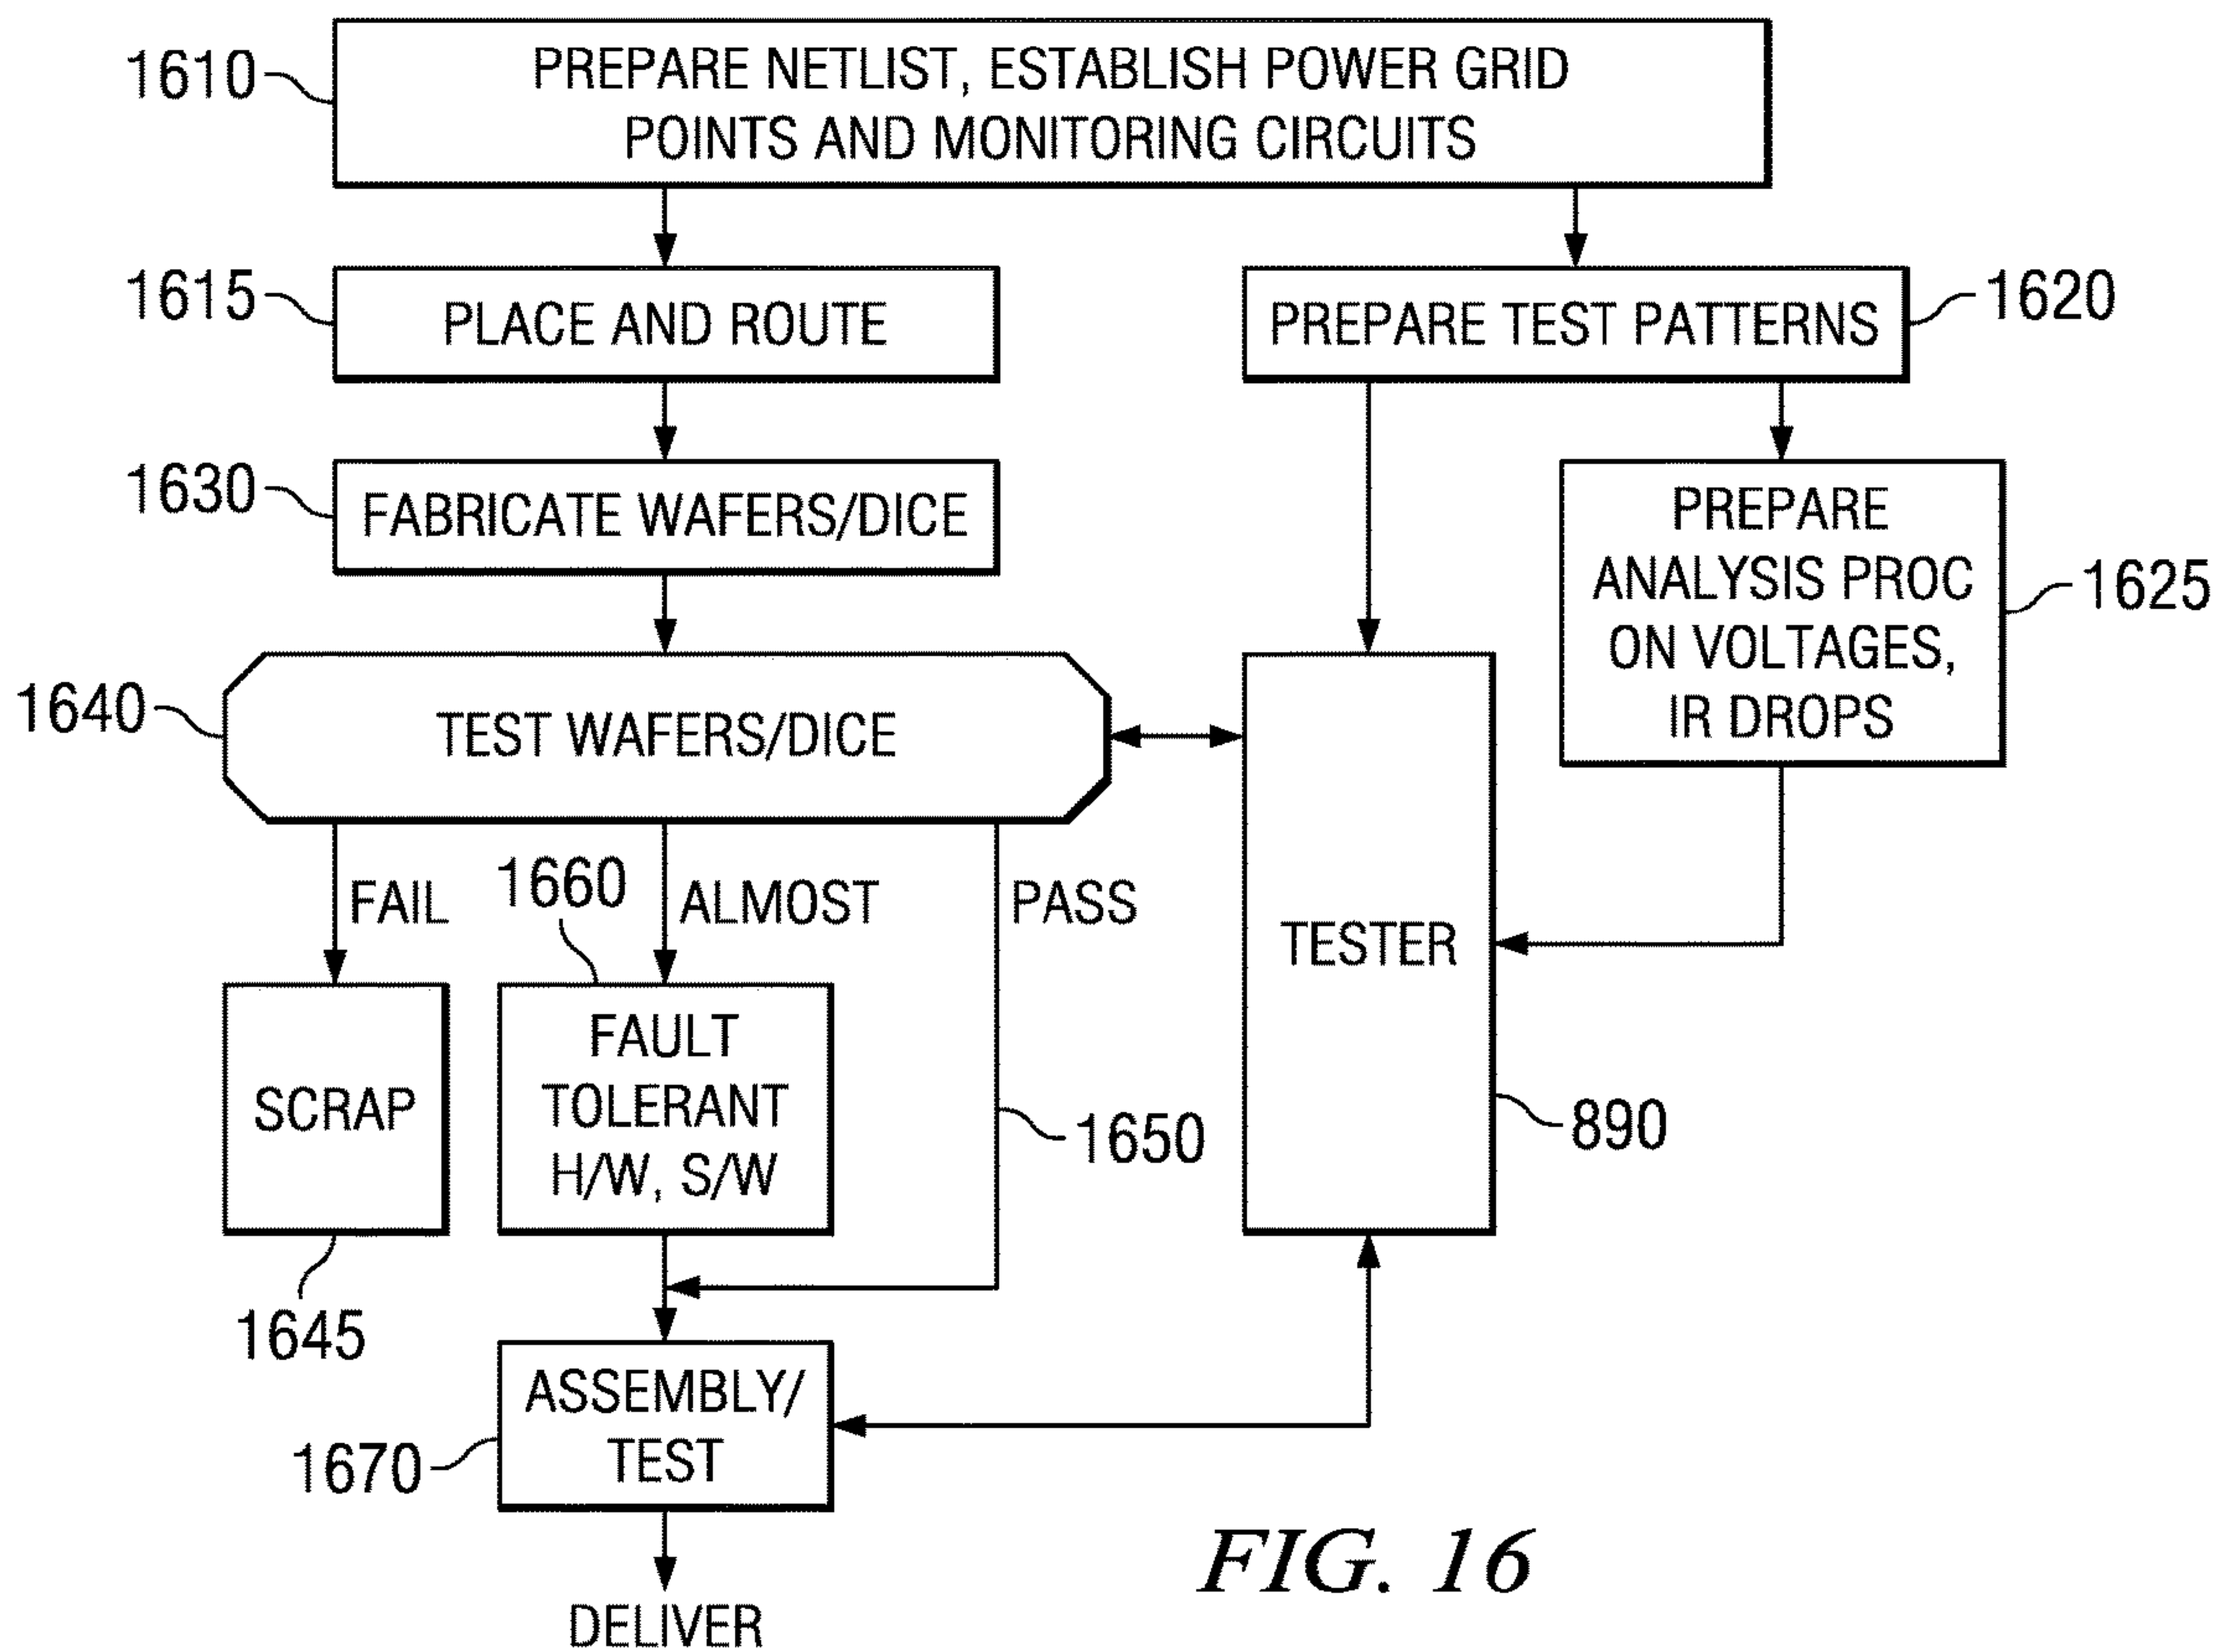 1610
PREPARE NETLIST, ESTABLISH POWER GRID
POINTS AND MONITORING CIRCUITS
1615
PLACE AND ROUTE
PREPARE TEST PATTERNS
1620
1630
FABRICATE WAFERS/DICE
PREPARE
ANALYSIS PROC
ON VOLTAGES,
IR DROPS
1625
1640
TEST WAFERS/DICE
FAIL
1660
ALMOST
PASS
TESTER
890
SCRAP
1645
FAULT
TOLERANT
H/W, S/W
1650
ASSEMBLY/
TEST
1670
DELIVER
FIG. 16